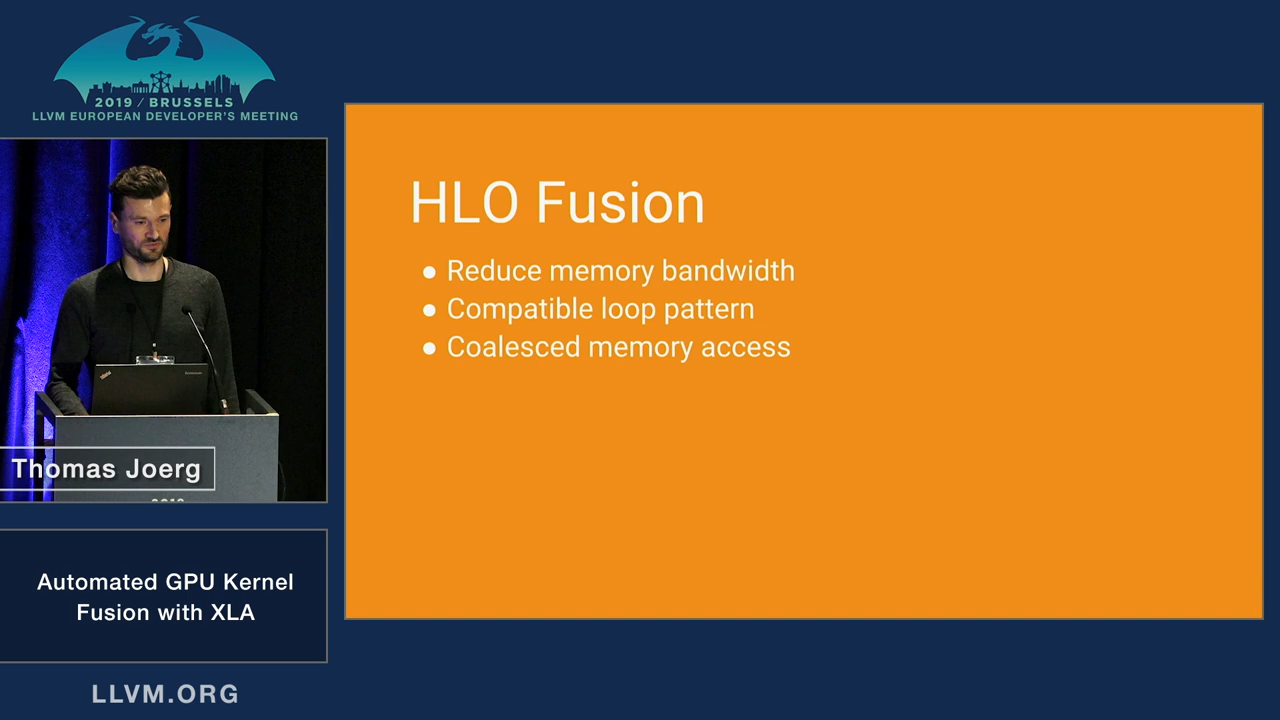 2019 / BRUSSELS
LLVM EUROPEAN DEVELOPER'S MEETING
HLO Fusion
● Reduce memory bandwidth
● Compatible loop pattern
● Coalesced memory access
Thomas Joerg
Automated GPU Kernel
Fusion with XLA
LLVM.ORG